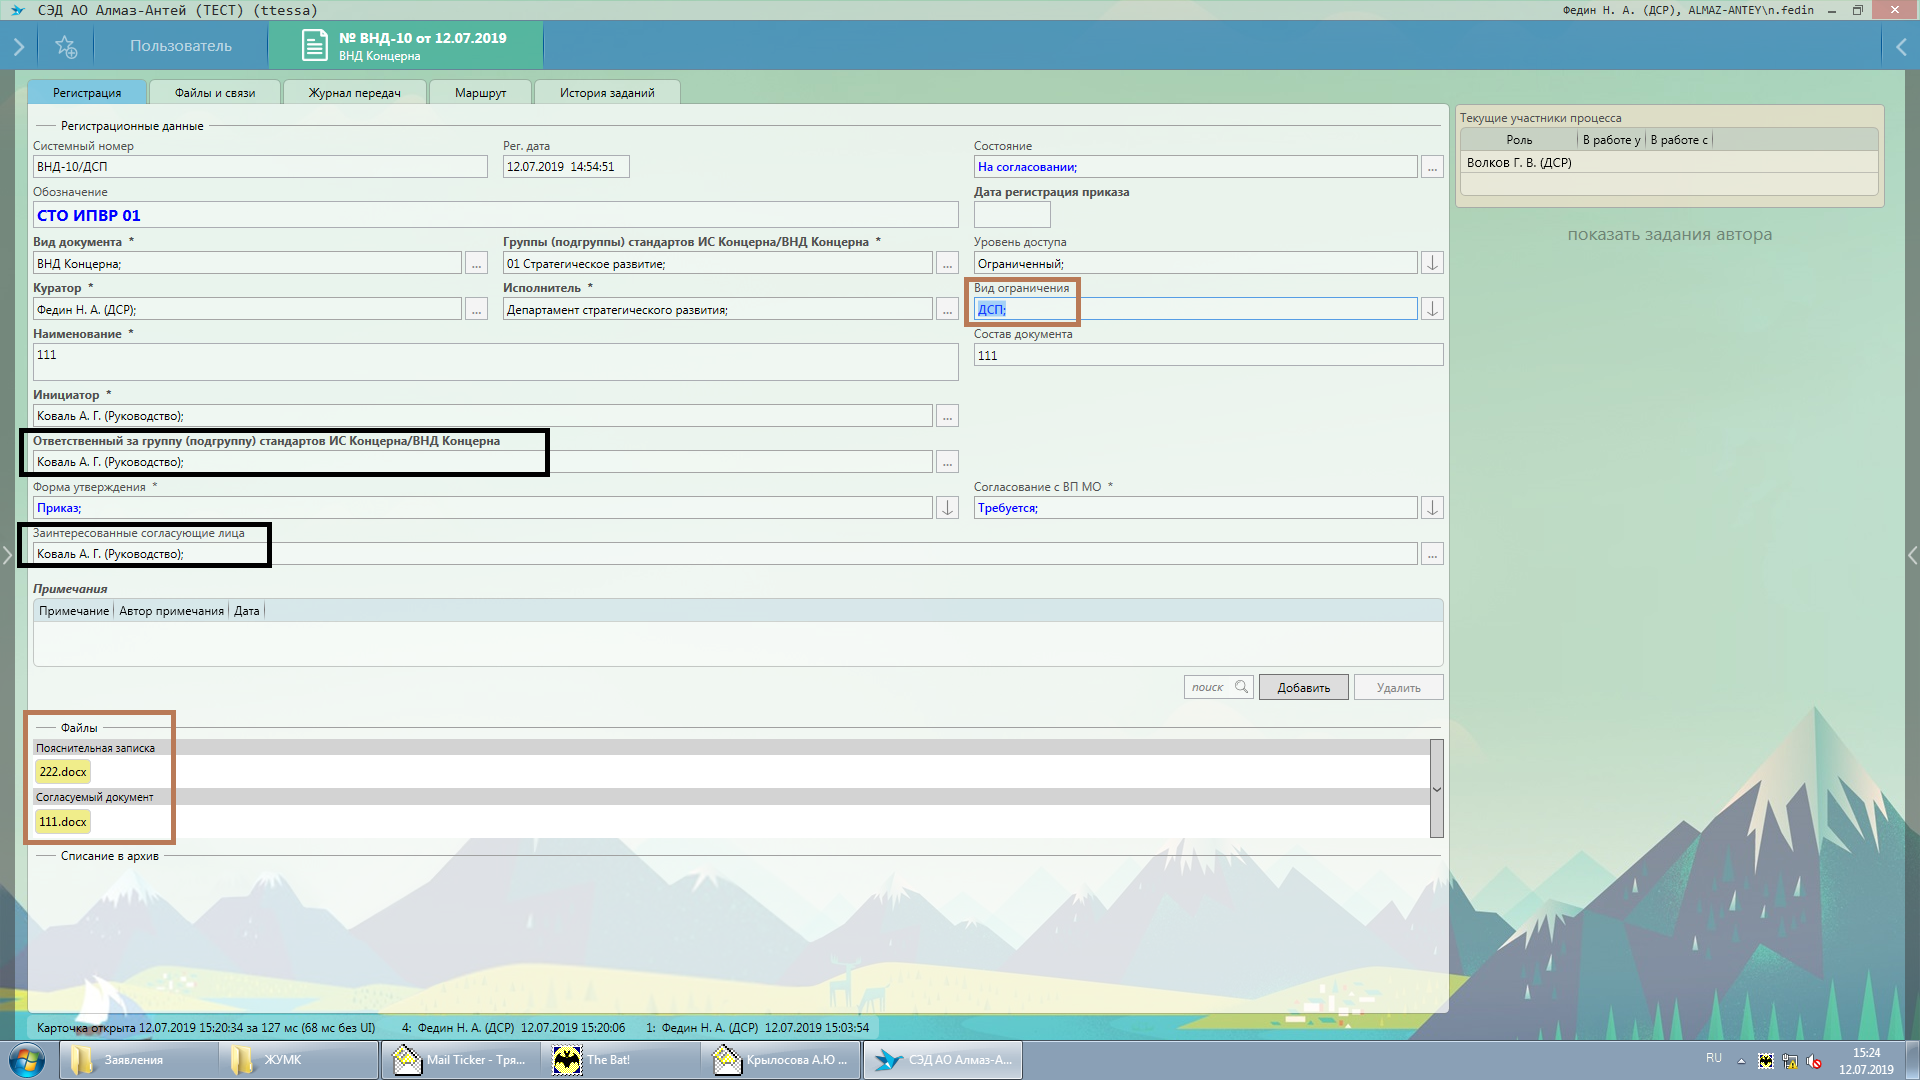 СЭД АО Алмаз-Антей (ТЕСТ) (ttessa)
Федин Н. А. (ДСР), ALMAZ-ANTEY\n.fedin
Пользователь
№ ВНД-10 от 12.07.2019
ВНД Концерна
Регистрация
Файлы и связи
Журнал передач
Маршрут
История заданий
Регистрационные данные
Системный номер
Рег. дата
Состояние
ВНД-10/ДСП
12.07.2019 14:54:51
На согласовании;
...
Обозначение
Дата регистрация приказа
СТО ИПВР 01
Вид документа *
Группы (подгруппы) стандартов ИС Концерна/ВНД Концерна *
Уровень доступа
ВНД Концерна;
...
01 Стратегическое развитие;
...
Ограниченный;
Куратор *
Исполнитель *
Вид ограничения
Федин Н. А. (ДСР);
...
Департамент стратегического развития;
...
ДСП;
Наименование *
Состав документа
111
111
Инициатор *
Коваль А. Г. (Руководство);
...
Ответственный за группу (подгруппу) стандартов ИС Концерна/ВНД Концерна
Коваль А. Г. (Руководство);
...
Форма утверждения *
Согласование с ВП МО *
Приказ;
Требуется;
Заинтересованные согласующие лица
Коваль А. Г. (Руководство);
...
Примечания
Примечание
Автор примечания
Дата
поиск
Добавить
Удалить
Файлы
Пояснительная записка
222.docx
Согласуемый документ
111.docx
Списание в архив
Текущие участники процесса
Роль
В работе у
В работе с
Волков Г. В. (ДСР)
показать задания автора
Карточка открыта 12.07.2019 15:20:34 за 127 мс (68 мс без UI)
4: Федин Н. А. (ДСР) 12.07.2019 15:20:06
1: Федин Н. А. (ДСР) 12.07.2019 15:03:54
Заявления
ЖУМК
Mail Ticker - Тря...
The Bat!
Крылосова А.Ю ...
СЭД АО Алмаз-А...
RU
15:24
12.07.2019